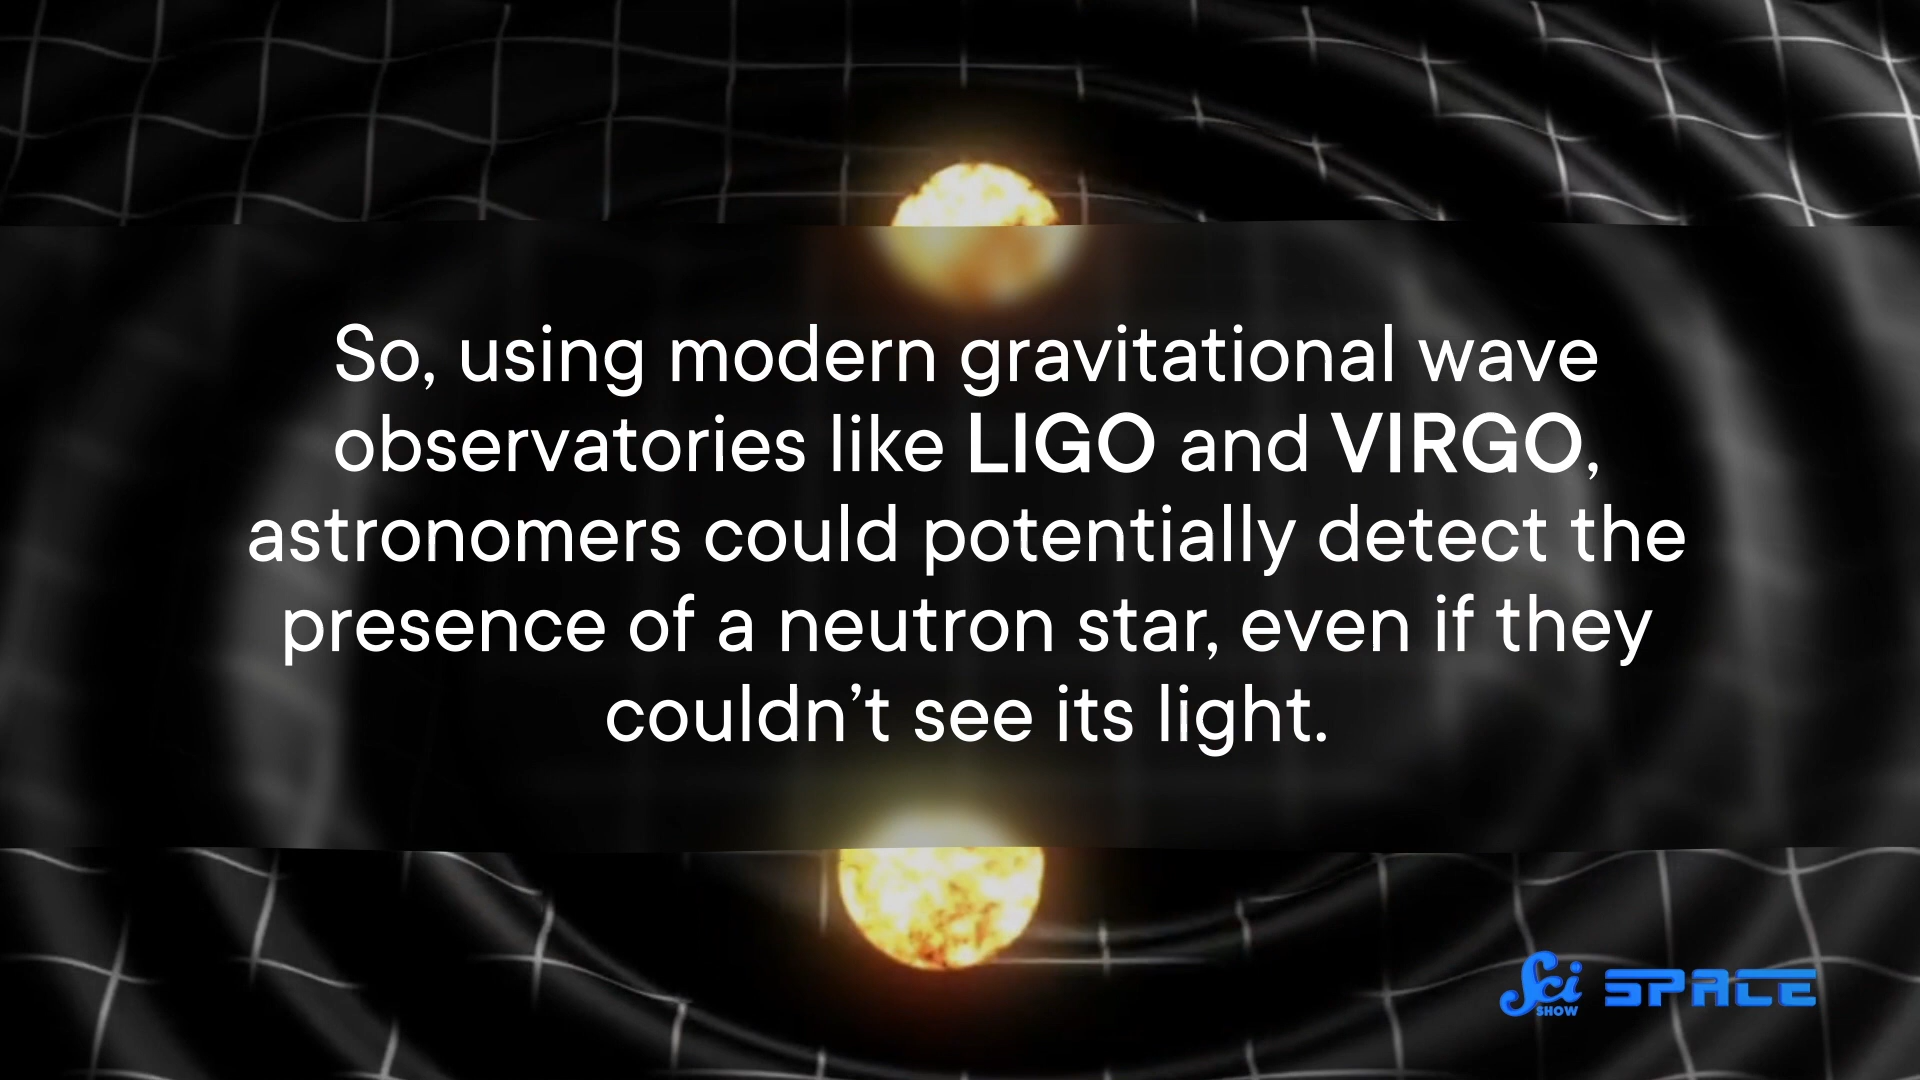 So, using modern gravitational wave
observatories like LIGO and VIRGO,
astronomers could potentially detect the
presence of a neutron star, even if they
couldn’t see its light.
Sci SHOW SPACE